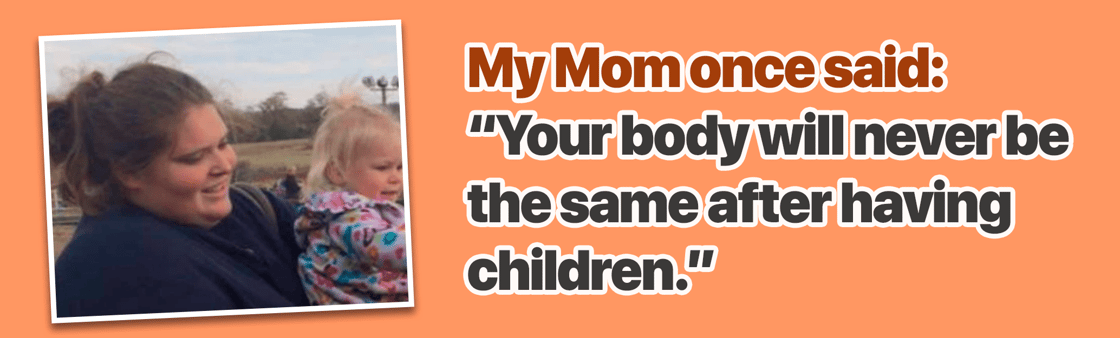 My Mom once said:
“Your body will never be
the same after having
children.”